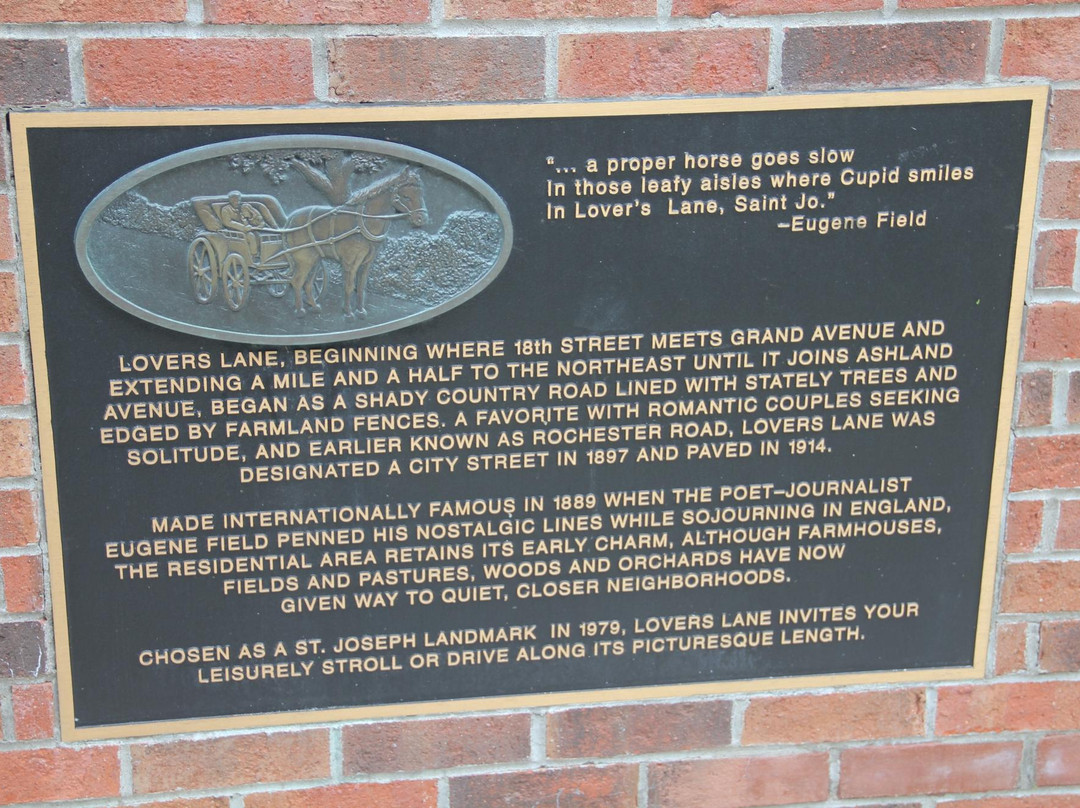 "... a proper horse goes slow
In those leafy aisles where Cupid smiles
In Lover's Lane, Saint Jo."
-Eugene Field
LOVERS LANE, BEGINNING WHERE 18th STREET MEETS GRAND AVENUE AND
EXTENDING A MILE AND A HALF TO THE NORTHEAST UNTIL IT JOINS ASHLAND
AVENUE, BEGAN AS A SHADY COUNTRY ROAD LINED WITH STATELY TREES AND
EDGED BY FARMLAND FENCES. A FAVORITE WITH ROMANTIC COUPLES SEEKING
SOLITUDE, AND EARLIER KNOWN AS ROCHESTER ROAD, LOVERS LANE WAS
DESIGNATED A CITY STREET IN 1897 AND PAVED IN 1914.
MADE INTERNATIONALLY FAMOUS IN 1889 WHEN THE POET-JOURNALIST
EUGENE FIELD PENNED HIS NOSTALGIC LINES WHILE SOJOURNING IN ENGLAND,
THE RESIDENTIAL AREA RETAINS ITS EARLY CHARM, ALTHOUGH FARMHOUSES,
FIELDS AND PASTURES, WOODS AND ORCHARDS HAVE NOW
GIVEN WAY TO QUIET, CLOSER NEIGHBORHOODS.
CHOSEN AS A ST. JOSEPH LANDMARK IN 1979, LOVERS LANE INVITES YOUR
LEISURELY STROLL OR DRIVE ALONG ITS PICTURESQUE LENGTH.